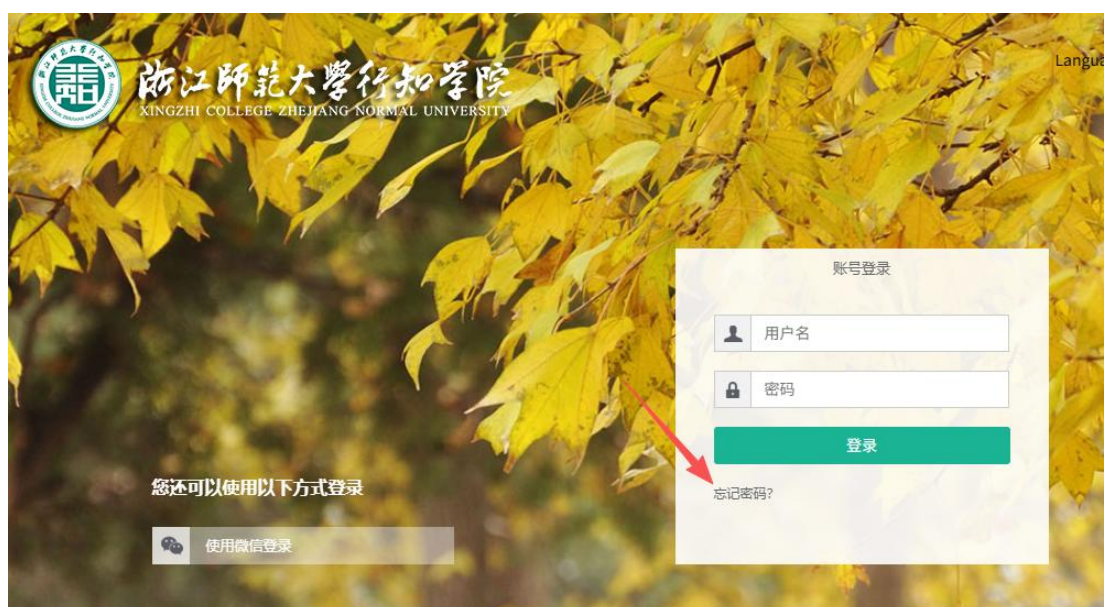 浙江师范大學行知学院
XINGZHI COLLEGE ZHEJIANG NORMAL UNIVERSITY
账号登录
用户名
密码
登录
忘记密码?
您还可以使用以下方式登录
使用微信登录